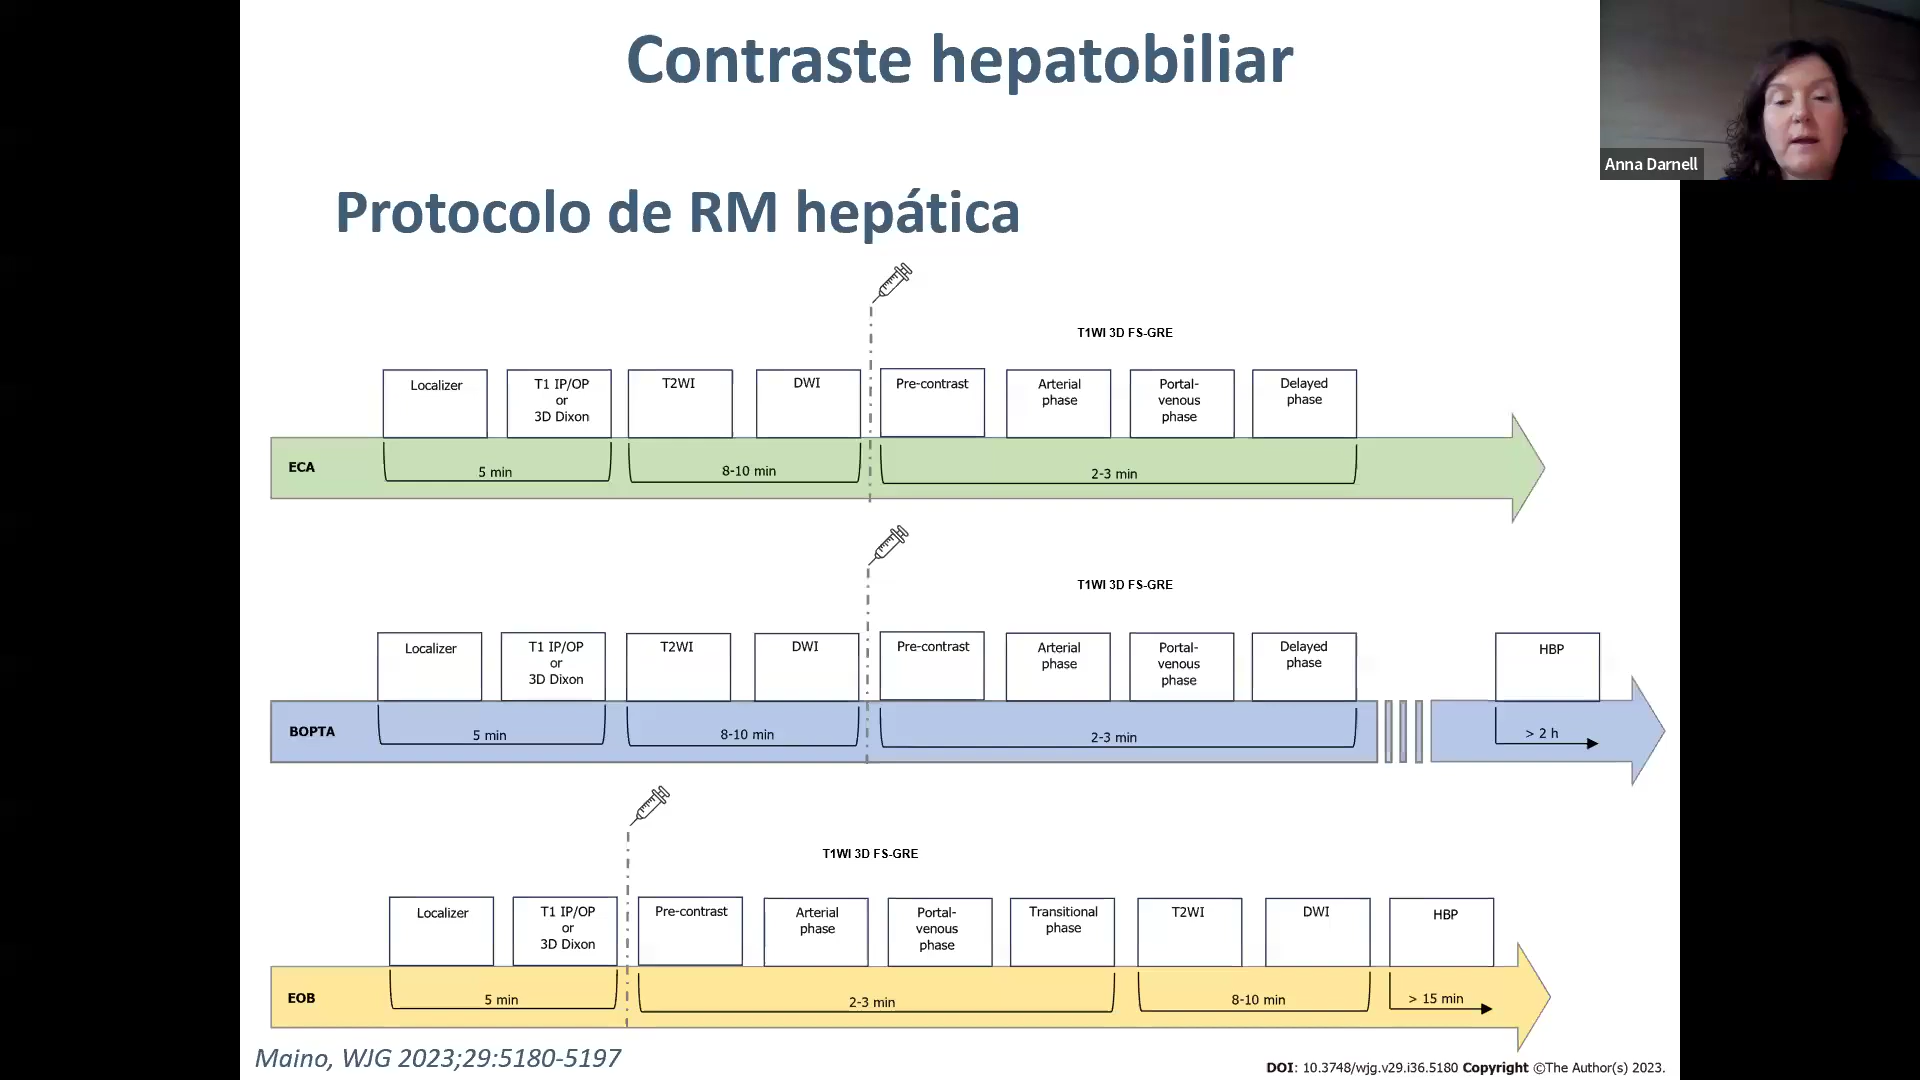 Contraste hepatobiliar
Anna Darnell
Protocolo de RM hepática
T1WI 3D FS-GRE
Localizer
T1 IP/OP
or
3D Dixon
T2WI
DWI
Pre-contrast
Arterial
phase
Portal-
venous
phase
Delayed
phase
ECA
5 min
8-10 min
2-3 min
T1WI 3D FS-GRE
Localizer
T1 IP/OP
or
3D Dixon
T2WI
DWI
Pre-contrast
Arterial
phase
Portal-
venous
phase
Delayed
phase
HBP
BOPTA
5 min
8-10 min
2-3 min
> 2 h
T1WI 3D FS-GRE
Localizer
T1 IP/OP
or
3D Dixon
Pre-contrast
Arterial
phase
Portal-
venous
phase
Transitional
phase
T2WI
DWI
HBP
EOB
5 min
2-3 min
8-10 min
> 15 min
Maino, WJG 2023;29:5180-5197
DOI: 10.3748/wjg.v29.i36.5180 Copyright ©The Author(s) 2023.